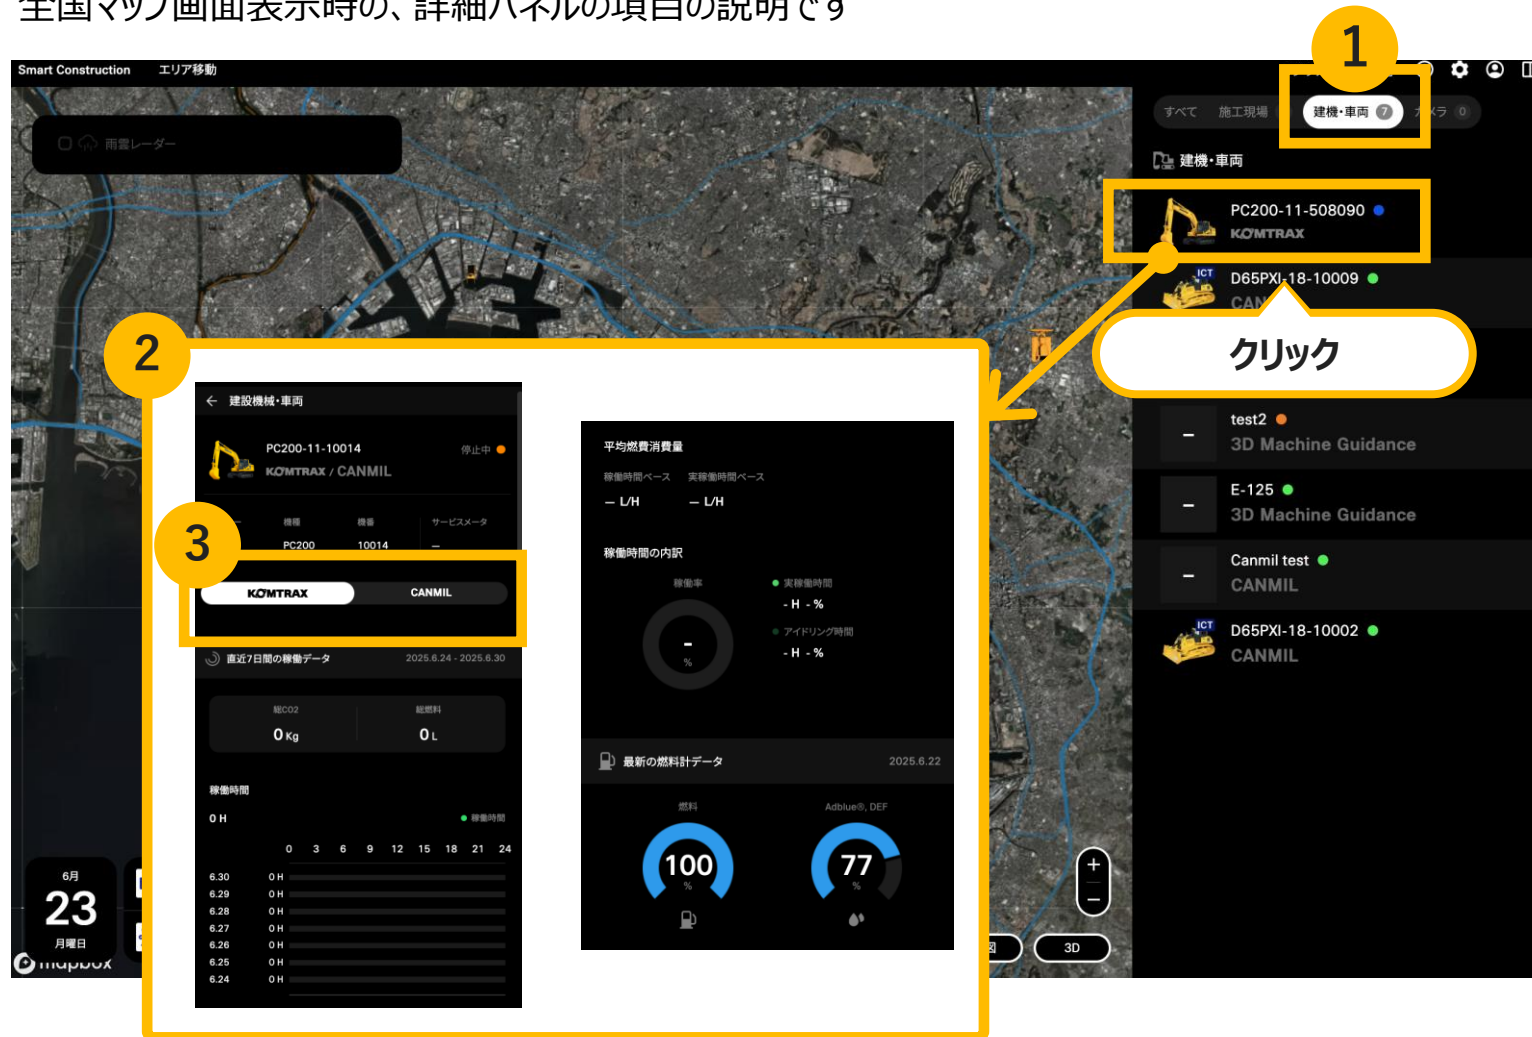 全国マップ画面表示時の、詳細パネルの項目の説明です
1
Smart Construction エリア移動
すべて 施工現場 建機・車両 7 カメラ 0
雨雲レーダー
建機・車両
PC200-11-508090
KOMTRAX
ICT
D65PXI-18-10009
CAN
クリック
test2
3D Machine Guidance
E-125
3D Machine Guidance
Canmil test
CANMIL
ICT
D65PXI-18-10002
CANMIL
2
建設機械・車両
PC200-11-10014 停止中
KOMTRAX / CANMIL
機種 機番 サービスメータ
PC200 10014 –
3
KOMTRAX CANMIL
直近7日間の稼働データ 2025.6.24 - 2025.6.30
総CO2 総燃料
0 Kg 0 L
稼働時間
0 H 稼働時間
0 3 6 9 12 15 18 21 24
6.30 0 H
6.29 0 H
6.28 0 H
6.27 0 H
6.26 0 H
6.25 0 H
6.24 0 H
平均燃費消費量
稼働時間ベース 実稼働時間ベース
– L/H – L/H
稼働時間の内訳
稼働率 実稼働時間
- H - %
アイドリング時間
- H - %
-
%
最新の燃料計データ 2025.6.22
燃料 Adblue®, DEF
100 77
% %
6月
23
月曜日
mapbox
+
−
3D